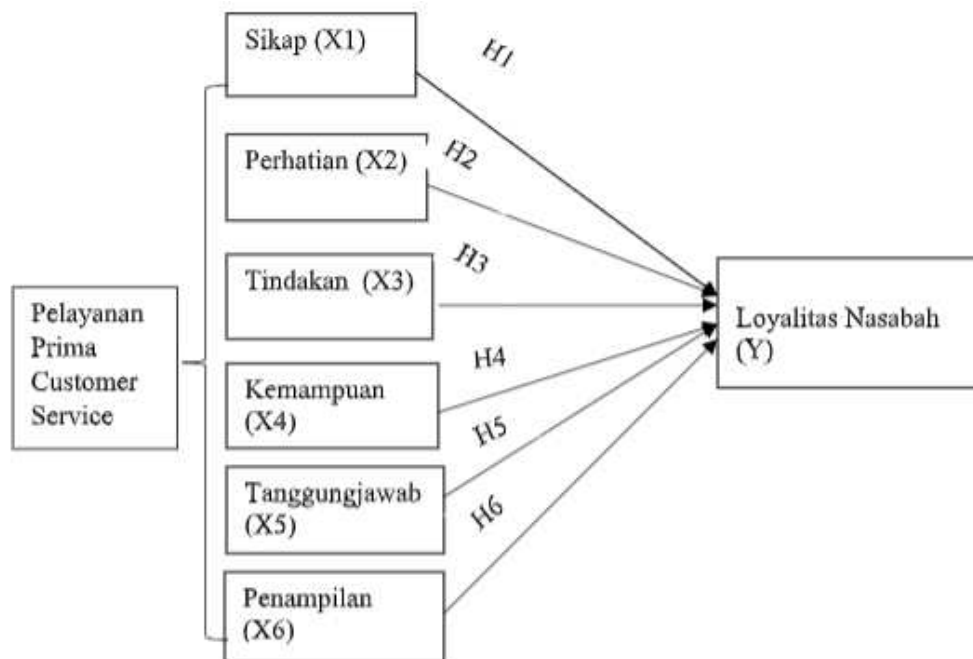 Sikap (X1)
H1
Perhatian (X2)
H2
Tindakan (X3)
H3
Pelayanan
Prima
Customer
Service
Kemampuan
(X4)
H4
Tanggungjawab
(X5)
H5
Penampilan
(X6)
H6
Loyalitas Nasabah
(Y)